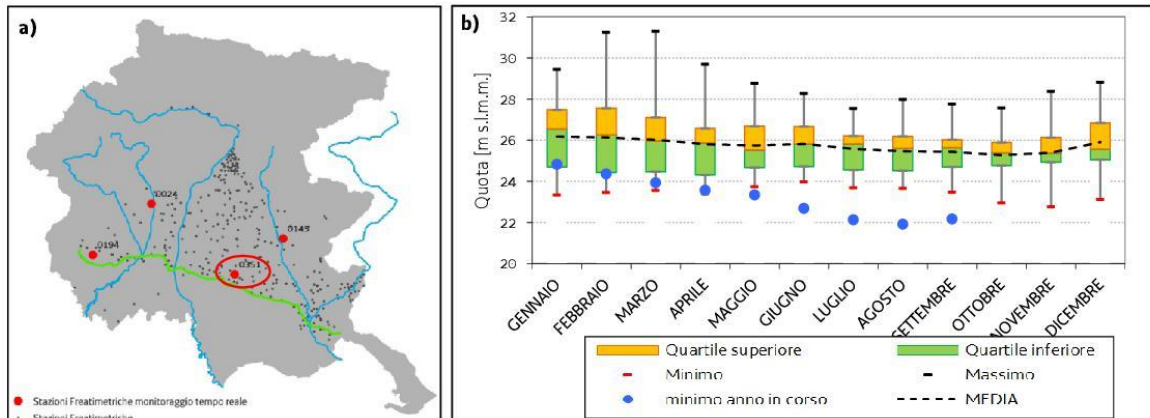 a)
0024
0194
0145
0351
Stazioni Freatimetriche monitoraggio tempo reale
Stazioni Freatimetriche
b)
Quota [m s.l.m.m.]
32
30
28
26
24
22
20
GENNAIO
FEBBRAIO
MARZO
APRILE
MAGGIO
GIUGNO
LUGLIO
AGOSTO
SETTEMBRE
OTTOBRE
NOVEMBRE
DICEMBRE
Quartile superiore
Quartile inferiore
Minimo
Massimo
minimo anno in corso
MEDIA